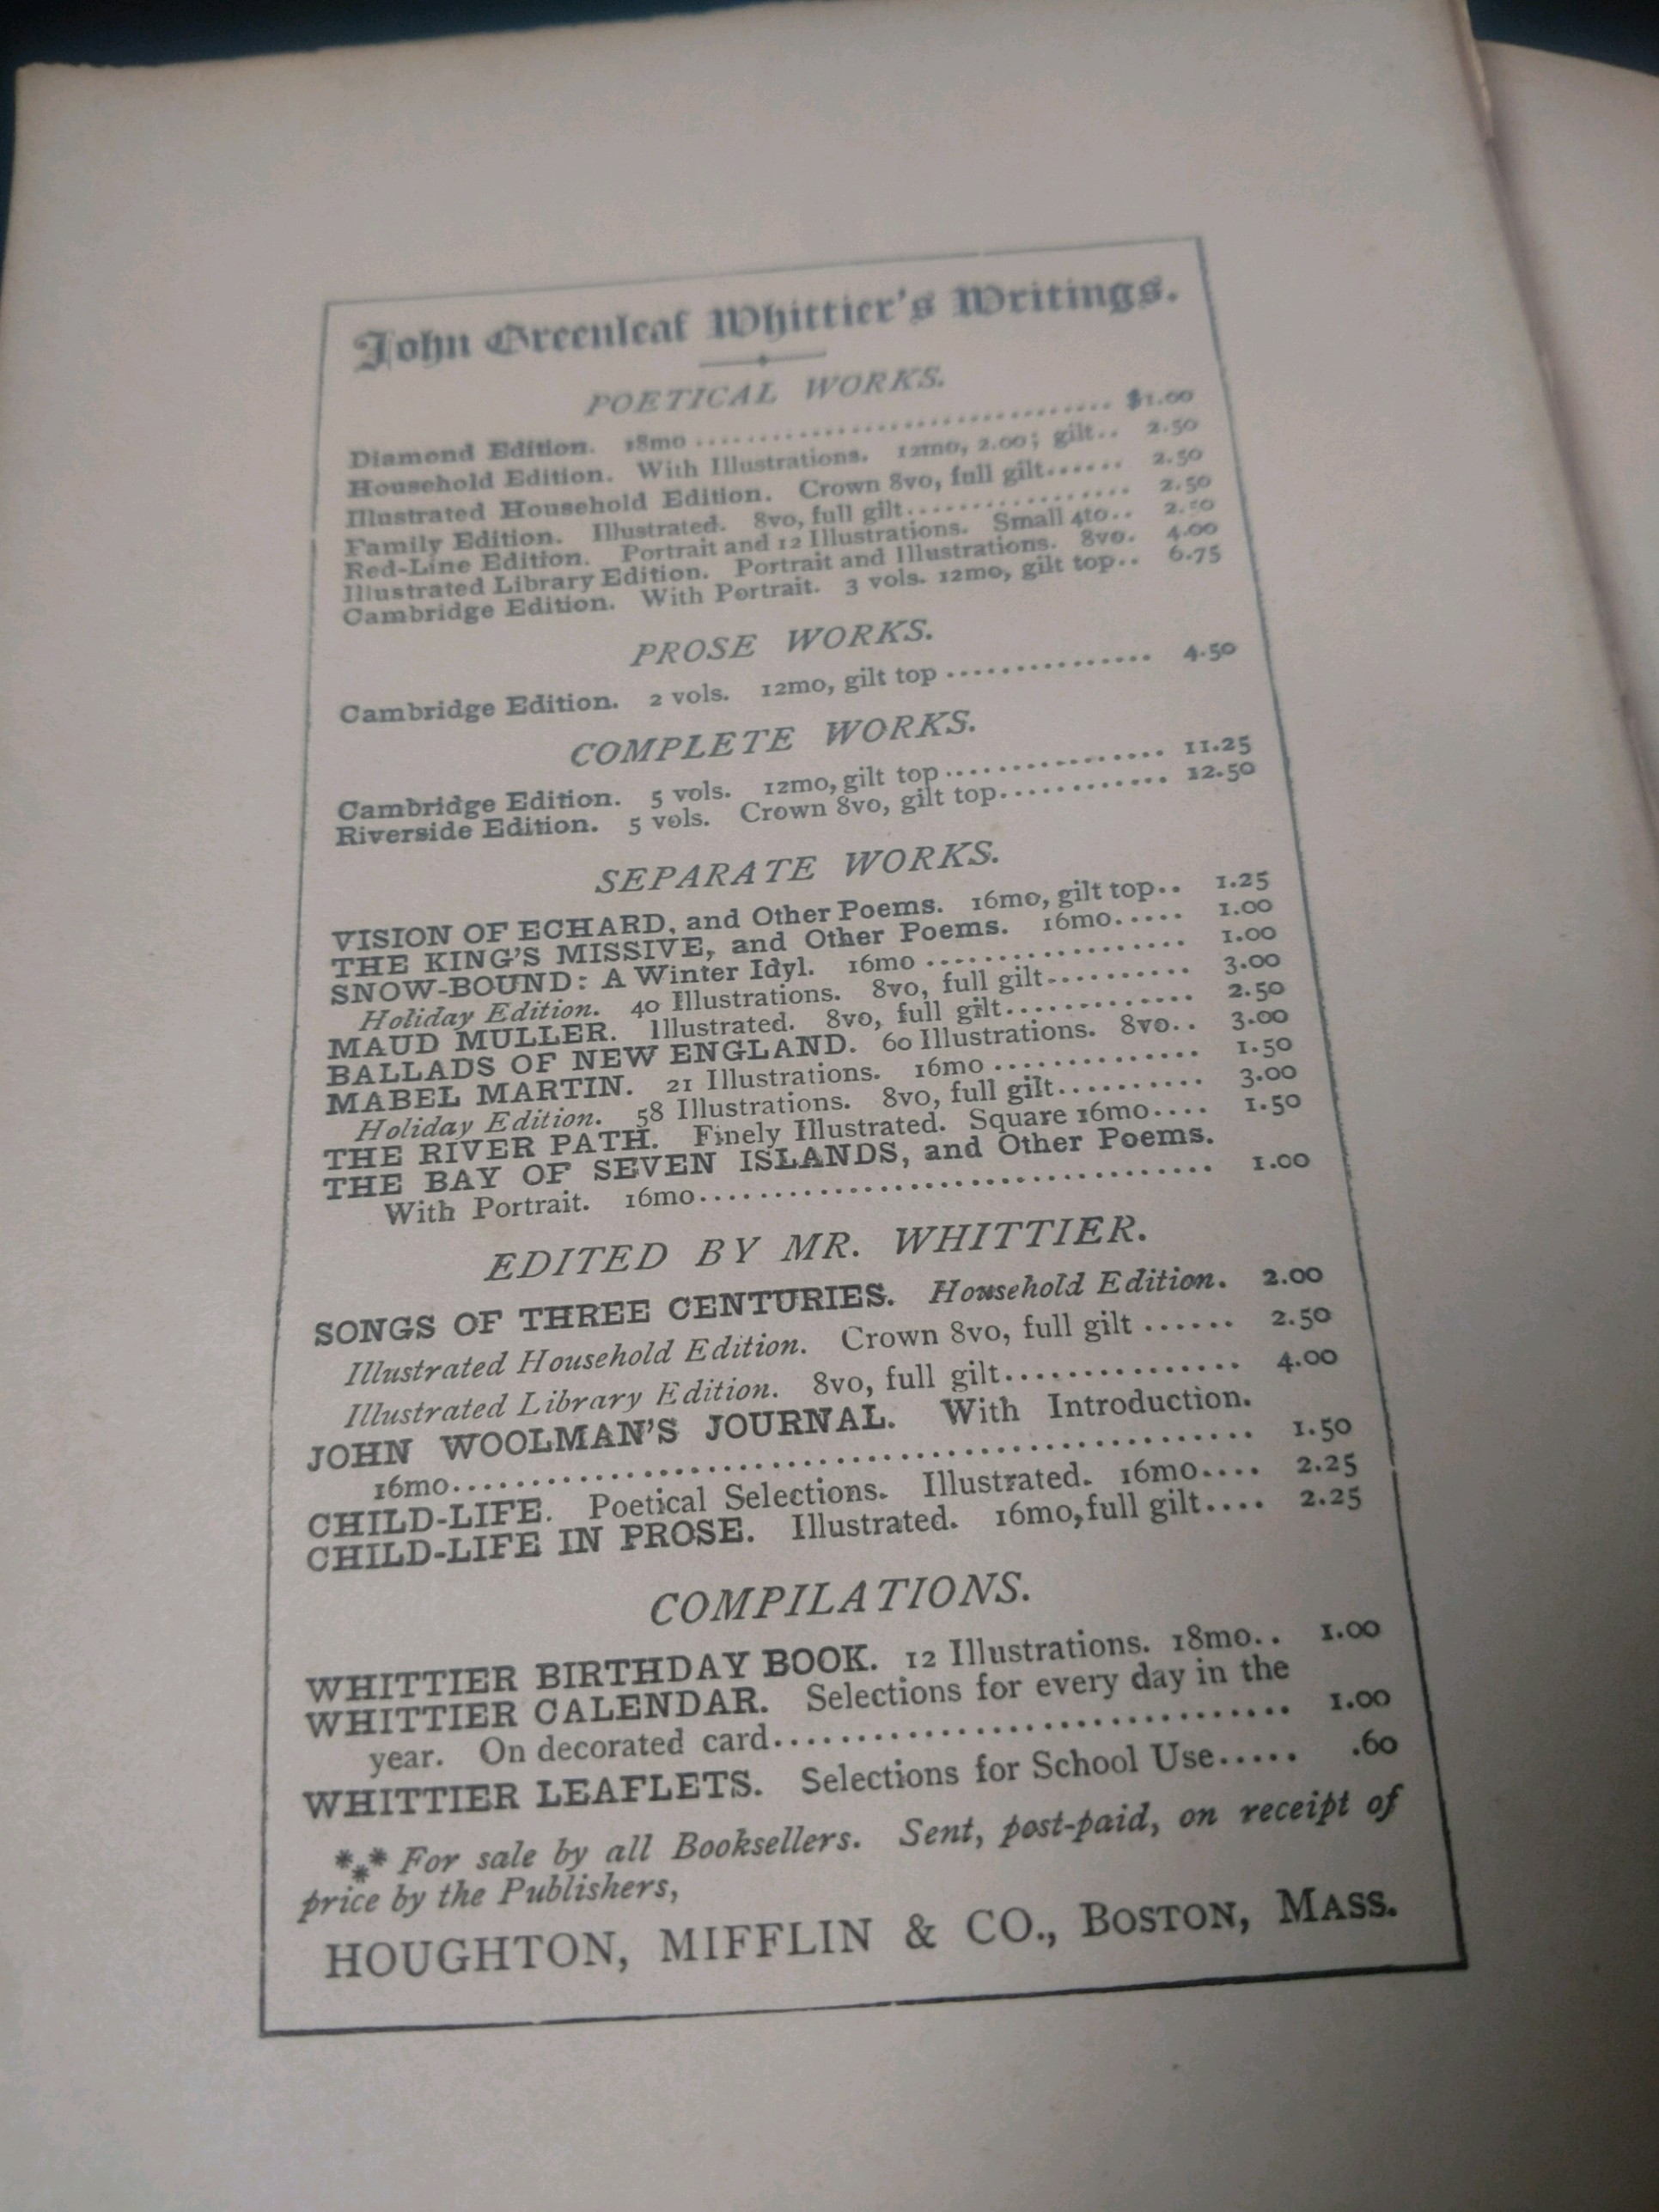 John Greenleaf Whittier's Writings.
POETICAL WORKS.
Diamond Edition. 18mo .................................. $1.00
Household Edition. With Illustrations. 12mo, 2.00; gilt.. 2.50
Illustrated Household Edition. Crown 8vo, full gilt...... 2.50
Family Edition. Illustrated. 8vo, full gilt................ 2.50
Red-Line Edition. Portrait and 12 Illustrations. Small 4to.. 2.50
Illustrated Library Edition. Portrait and Illustrations. 8vo. 4.00
Cambridge Edition. With Portrait. 3 vols. 12mo, gilt top.. 6.75
PROSE WORKS.
Cambridge Edition. 2 vols. 12mo, gilt top ............... 4.50
COMPLETE WORKS.
Cambridge Edition. 5 vols. 12mo, gilt top ................ 11.25
Riverside Edition. 5 vols. Crown 8vo, gilt top............ 12.50
SEPARATE WORKS.
VISION OF ECHARD, and Other Poems. 16mo, gilt top.. 1.25
THE KING'S MISSIVE, and Other Poems. 16mo..... 1.00
SNOW-BOUND: A Winter Idyl. 16mo .................. 1.00
Holiday Edition. 40 Illustrations. 8vo, full gilt.......... 3.00
MAUD MULLER. Illustrated. 8vo, full gilt............. 2.50
BALLADS OF NEW ENGLAND. 60 Illustrations. 8vo.. 3.00
MABEL MARTIN. 21 Illustrations. 16mo .............. 1.50
Holiday Edition. 58 Illustrations. 8vo, full gilt.......... 3.00
THE RIVER PATH. Finely Illustrated. Square 16mo.... 1.50
THE BAY OF SEVEN ISLANDS, and Other Poems.
With Portrait. 16mo.................................. 1.00
EDITED BY MR. WHITTIER.
SONGS OF THREE CENTURIES. Household Edition. 2.00
Illustrated Household Edition. Crown 8vo, full gilt ...... 2.50
Illustrated Library Edition. 8vo, full gilt............... 4.00
JOHN WOOLMAN'S JOURNAL. With Introduction.
16mo............................................. 1.50
CHILD-LIFE. Poetical Selections. Illustrated. 16mo.... 2.25
CHILD-LIFE IN PROSE. Illustrated. 16mo, full gilt.... 2.25
COMPILATIONS.
WHITTIER BIRTHDAY BOOK. 12 Illustrations. 18mo.. 1.00
WHITTIER CALENDAR. Selections for every day in the
year. On decorated card............................... 1.00
WHITTIER LEAFLETS. Selections for School Use..... .60
*** For sale by all Booksellers. Sent, post-paid, on receipt of
price by the Publishers,
HOUGHTON, MIFFLIN & CO., BOSTON, MASS.